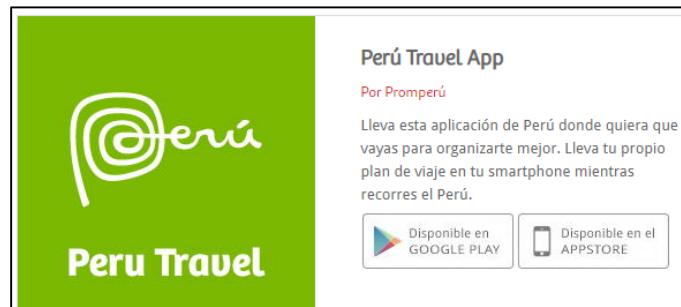 Perú
Peru Travel
Perú Travel App
Por Promperú
Lleva esta aplicación de Perú donde quiera que
vayas para organizarte mejor. Lleva tu propio
plan de viaje en tu smartphone mientras
recorres el Perú.
Disponible en
GOOGLE PLAY
Disponible en el
APPSTORE